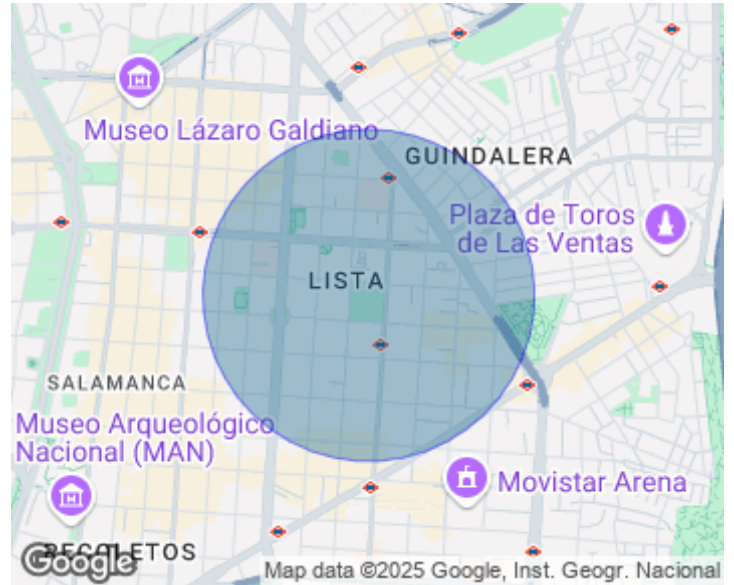 Museo Lázaro Galdiano
GUINDALERA
Plaza de Toros
de Las Ventas
LISTA
SALAMANCA
Museo Arqueológico
Nacional (MAN)
Movistar Arena
RECOLETOS
Google
Map data ©2025 Google, Inst. Geogr. Nacional